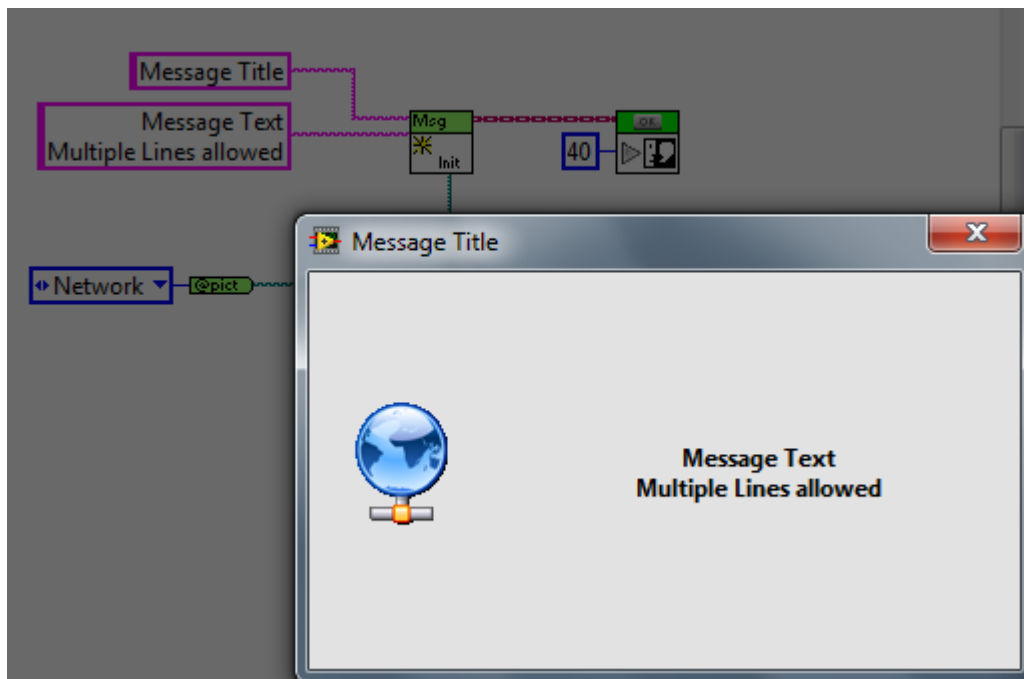 Message Title
Message Text
Multiple Lines allowed
Msg
Init
OK
40
Network
@pict
Message Title
Message Text
Multiple Lines allowed